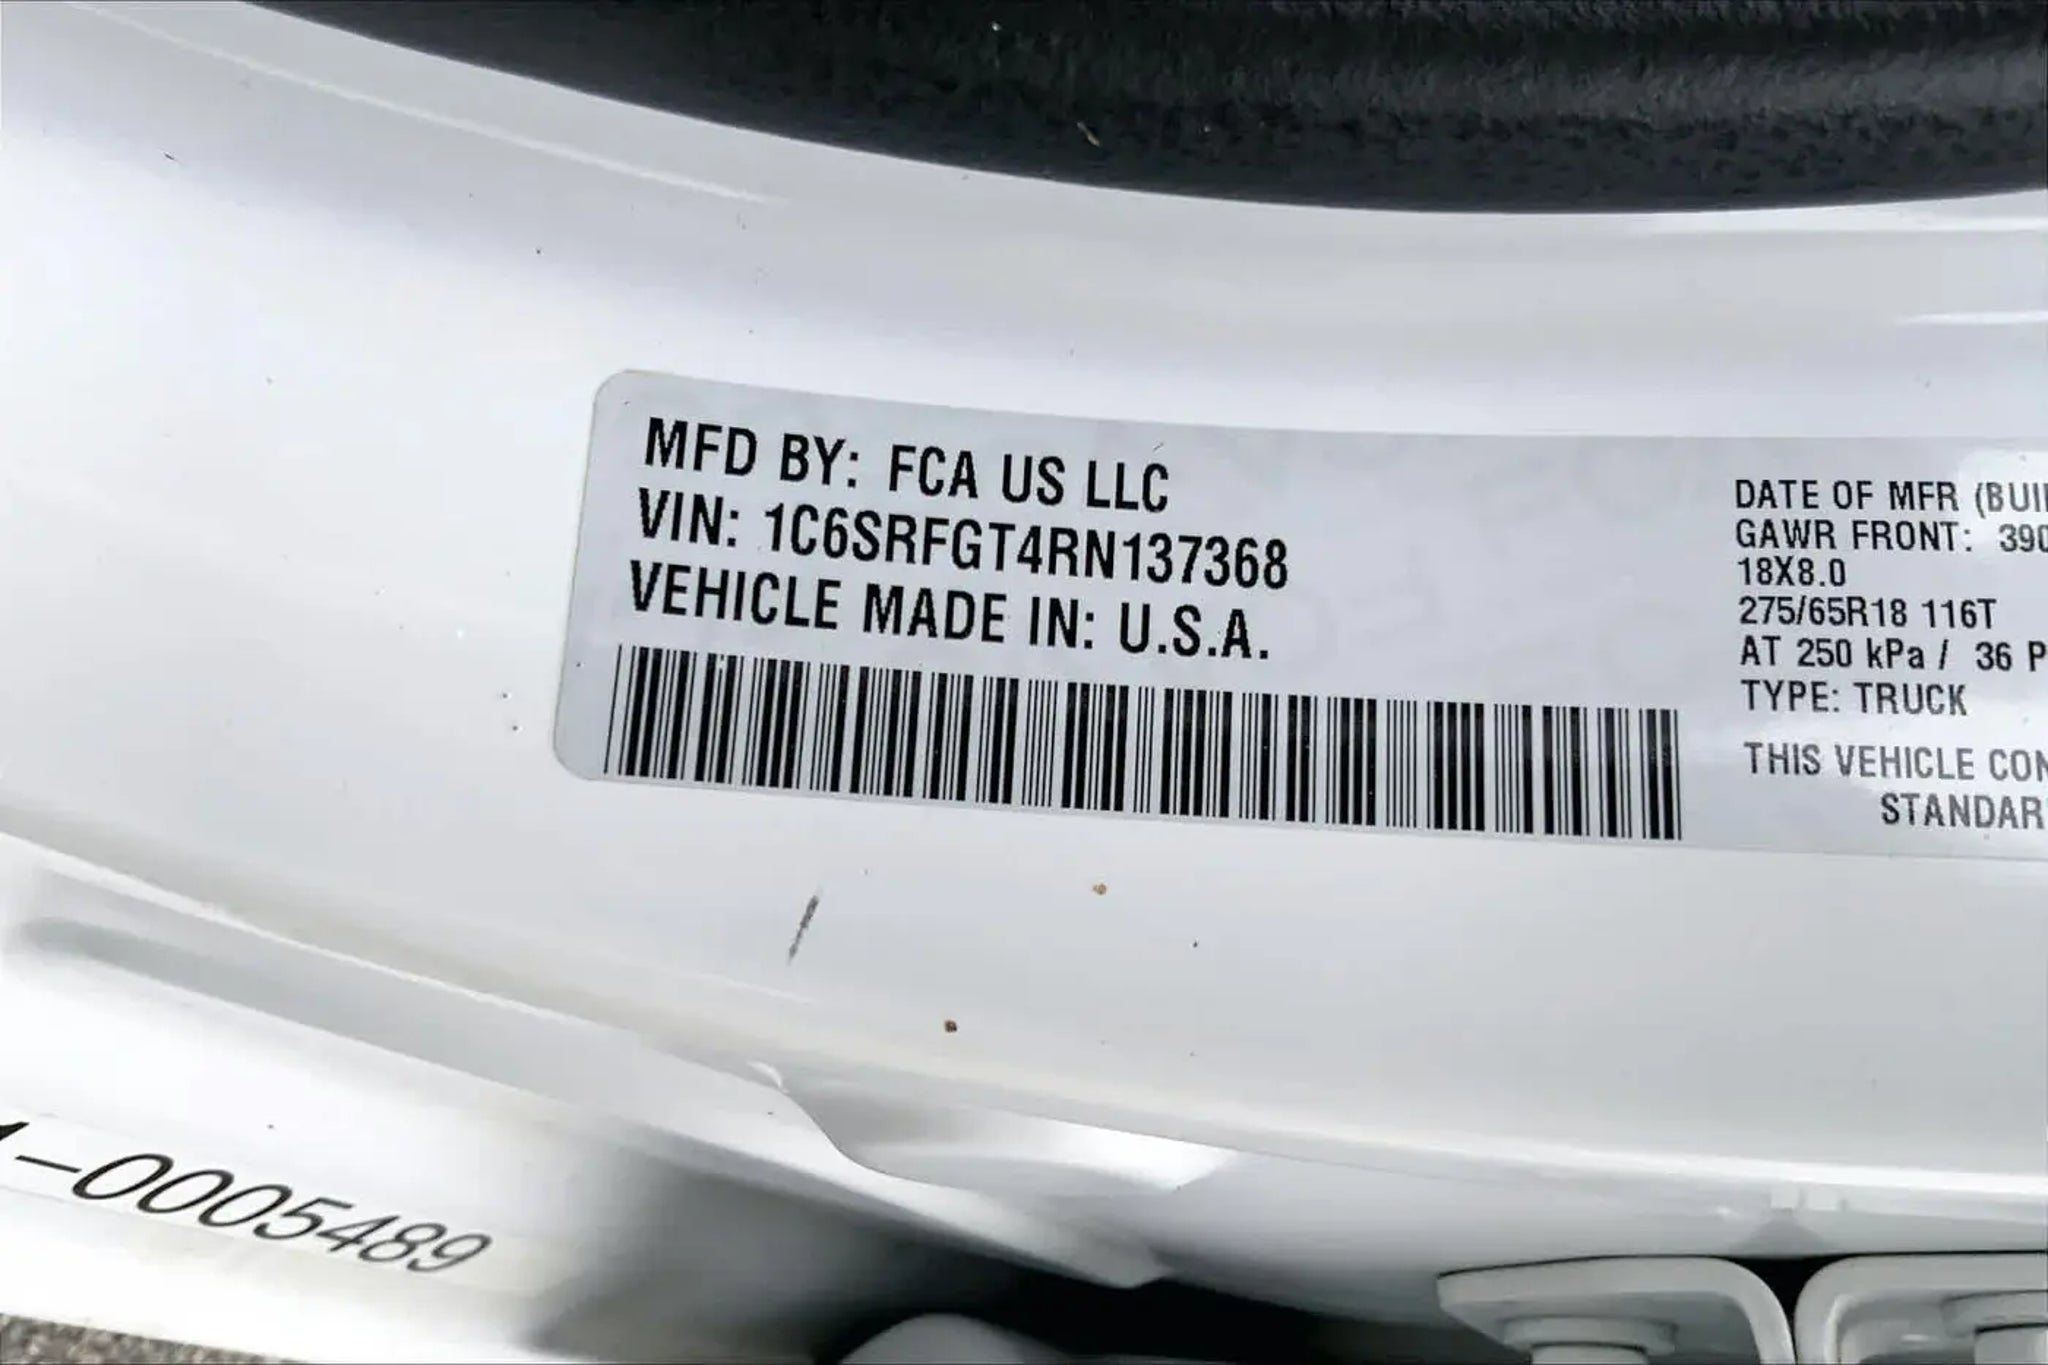 MFD BY: FCA US LLC
VIN: 1C6SRFGT4RN137368
VEHICLE MADE IN: U.S.A.
DATE OF MFR (BUI
GAWR FRONT: 390
18X8.0
275/65R18 116T
AT 250 kPa / 36 P
TYPE: TRUCK
THIS VEHICLE CON
STANDAR
-0005489